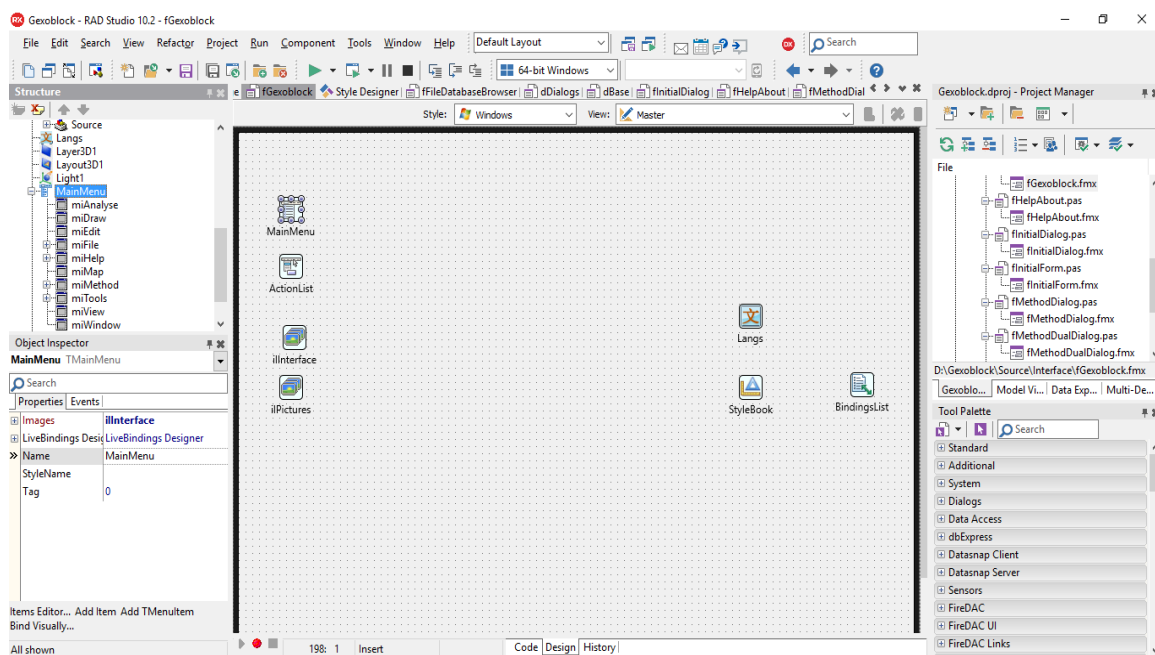 Gexoblock - RAD Studio 10.2 - fGexoblock
File Edit Search View Refactor Project Run Component Tools Window Help
Default Layout
Search
64-bit Windows
Structure
Source
Langs
Layer3D1
Layout3D1
Light1
MainMenu
miAnalyse
miDraw
miEdit
miFile
miHelp
miMap
miMethod
miTools
miView
miWindow
Object Inspector
MainMenu TMainMenu
Search
Properties Events
Images ilInterface
LiveBindings Desig LiveBindings Designer
Name MainMenu
StyleName
Tag 0
Items Editor... Add Item Add TMenuItem
Bind Visually...
All shown
e fGexoblock Style Designer fFileDatabaseBrowser dDialogs dBase fInitialDialog fHelpAbout fMethodDial
Style: Windows View: Master
MainMenu
ActionList
ilInterface
ilPictures
Langs
StyleBook
BindingsList
198: 1 Insert
Code Design History
Gexoblock.dproj - Project Manager
File
fGexoblock.fmx
fHelpAbout.pas
fHelpAbout.fmx
fInitialDialog.pas
fInitialDialog.fmx
fInitialForm.pas
fInitialForm.fmx
fMethodDialog.pas
fMethodDialog.fmx
fMethodDualDialog.pas
fMethodDualDialog.fmx
D:\Gexoblock\Source\Interface\fGexoblock.fmx
Gexoblo... Model Vi... Data Exp... Multi-De...
Tool Palette
Search
Standard
Additional
System
Dialogs
Data Access
dbExpress
Datasnap Client
Datasnap Server
Sensors
FireDAC
FireDAC UI
FireDAC Links